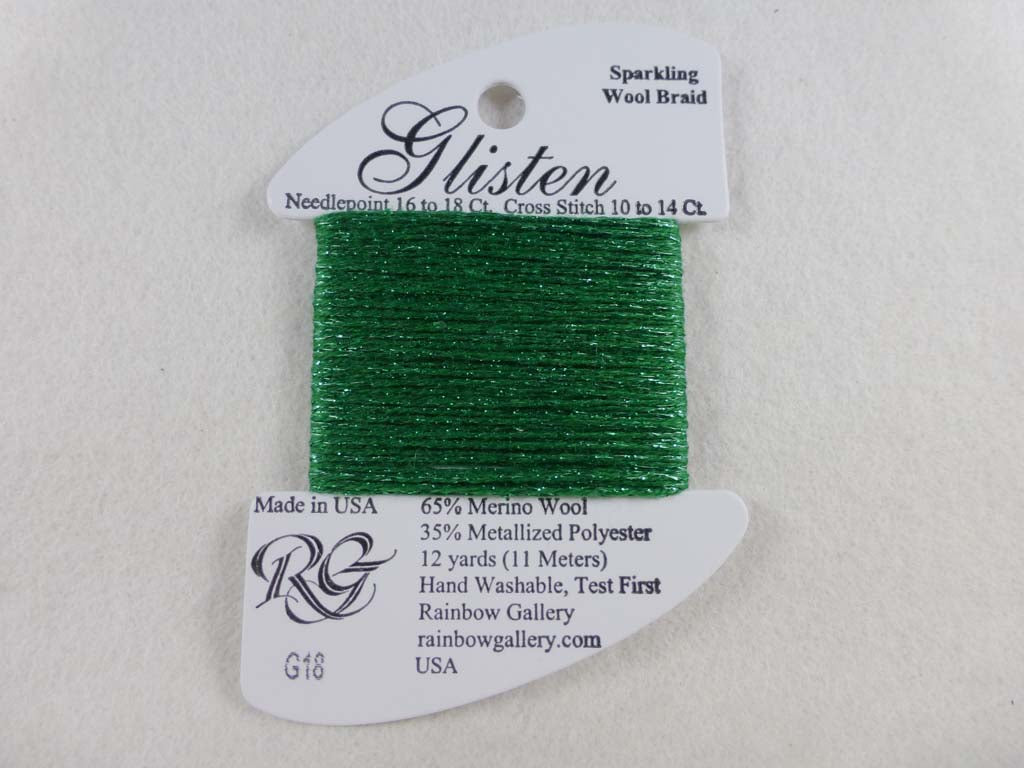 Sparkling
Wool Braid
Glisten
Needlepoint 16 to 18 Ct. Cross Stitch 10 to 14 Ct.
Made in USA
65% Merino Wool
35% Metallized Polyester
12 yards (11 Meters)
Hand Washable, Test First
Rainbow Gallery
rainbowgallery.com
USA
RG
G18